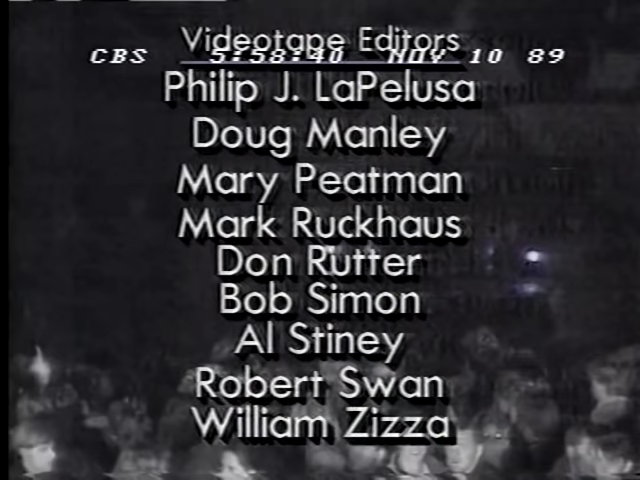 Videotape Editors
CBS 5:58:40 NOV 10 89
Philip J. LaPelusa
Doug Manley
Mary Peatman
Mark Ruckhaus
Don Rutter
Bob Simon
Al Stiney
Robert Swan
William Zizza